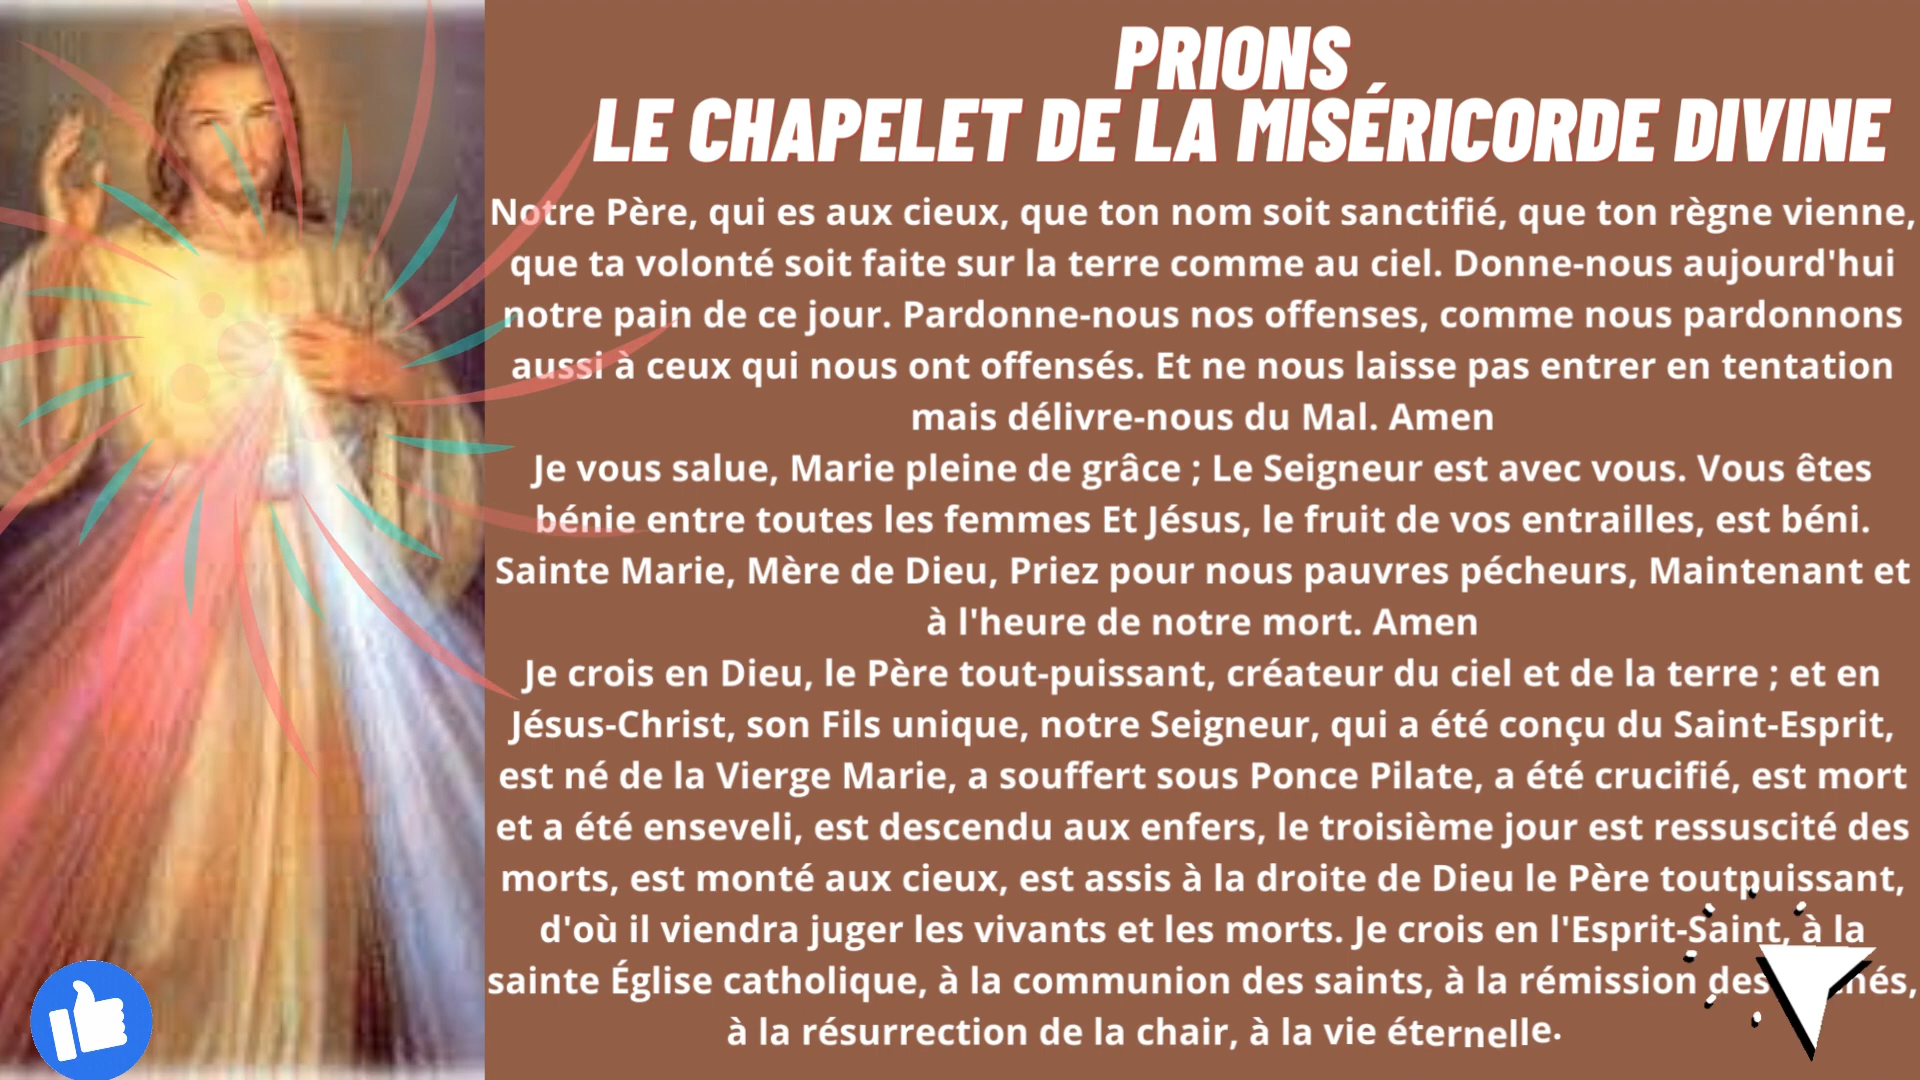 PRIONS
LE CHAPELET DE LA MISÉRICORDE DIVINE
Notre Père, qui es aux cieux, que ton nom soit sanctifié, que ton règne vienne,
que ta volonté soit faite sur la terre comme au ciel. Donne-nous aujourd'hui
notre pain de ce jour. Pardonne-nous nos offenses, comme nous pardonnons
aussi à ceux qui nous ont offensés. Et ne nous laisse pas entrer en tentation
mais délivre-nous du Mal. Amen
Je vous salue, Marie pleine de grâce ; Le Seigneur est avec vous. Vous êtes
bénie entre toutes les femmes Et Jésus, le fruit de vos entrailles, est béni.
Sainte Marie, Mère de Dieu, Priez pour nous pauvres pécheurs, Maintenant et
à l'heure de notre mort. Amen
Je crois en Dieu, le Père tout-puissant, créateur du ciel et de la terre ; et en
Jésus-Christ, son Fils unique, notre Seigneur, qui a été conçu du Saint-Esprit,
est né de la Vierge Marie, a souffert sous Ponce Pilate, a été crucifié, est mort
et a été enseveli, est descendu aux enfers, le troisième jour est ressuscité des
morts, est monté aux cieux, est assis à la droite de Dieu le Père toutpuissant,
d'où il viendra juger les vivants et les morts. Je crois en l'Esprit-Saint, à la
sainte Église catholique, à la communion des saints, à la rémission des
à la résurrection de la chair, à la vie éternelle.